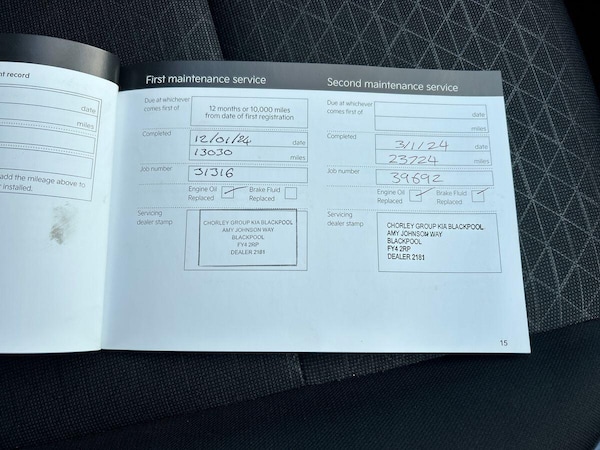 nt record
date
miles
add the mileage above to
r installed.
First maintenance service
Due at whichever
comes first of
12 months or 10,000 miles
from date of first registration
Completed
12/01/24 date
13030 miles
Job number
31316
Engine Oil
Replaced
Brake Fluid
Replaced
Servicing
dealer stamp
CHORLEY GROUP KIA BLACKPOOL
AMY JOHNSON WAY
BLACKPOOL
FY4 2RP
DEALER 2181
Second maintenance service
Due at whichever
comes first of
date
miles
Completed
3/1/24 date
23724 miles
Job number
39692
Engine Oil
Replaced
Brake Fluid
Replaced
Servicing
dealer stamp
CHORLEY GROUP KIA BLACKPOOL.
AMY JOHNSON WAY
BLACKPOOL
FY4 2RP
DEALER 2181
15